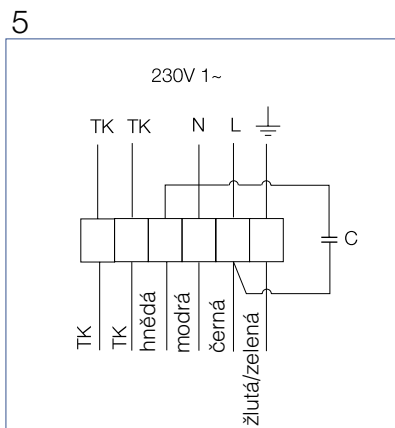 5
230V 1~
TK TK N L
C
TK
TK
hnědá
modrá
černá
žlutá/zelená